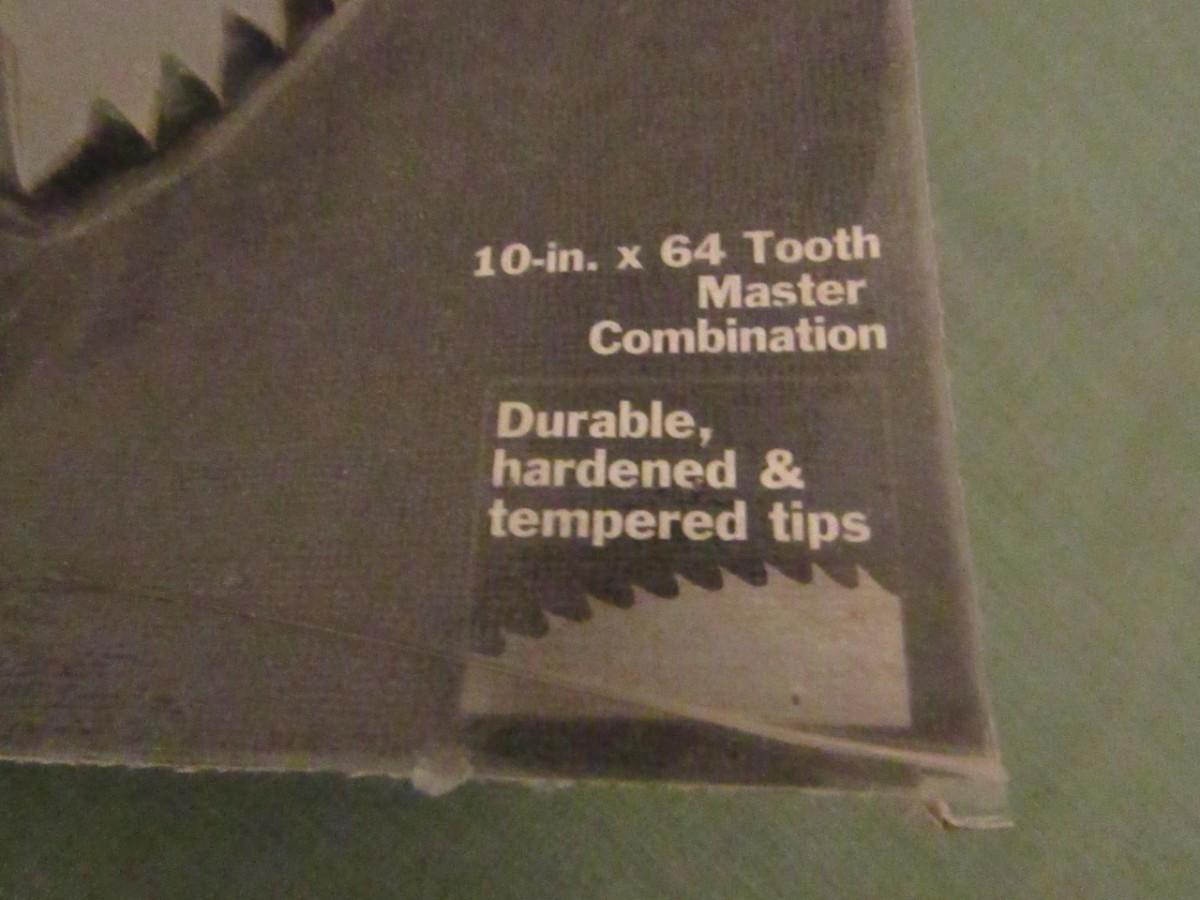 10-in. x 64 Tooth
Master
Combination
Durable,
hardened &
tempered tips